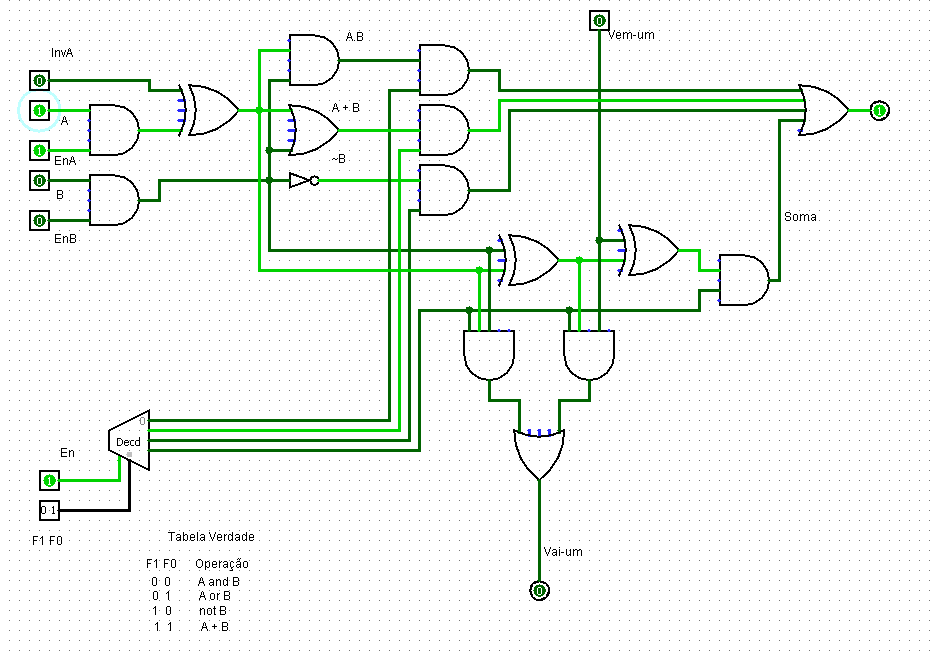 0
Vem-um
A.B
InvA
0
1
A
A + B
1
1
EnA
~B
0
B
0
EnB
Soma
0
Decd
En
1
0 1
F1 F0
Tabela Verdade
Vai-um
F1 F0 Operação
0 0 A and B
0 1 A or B
1 0 not B
1 1 A + B
0